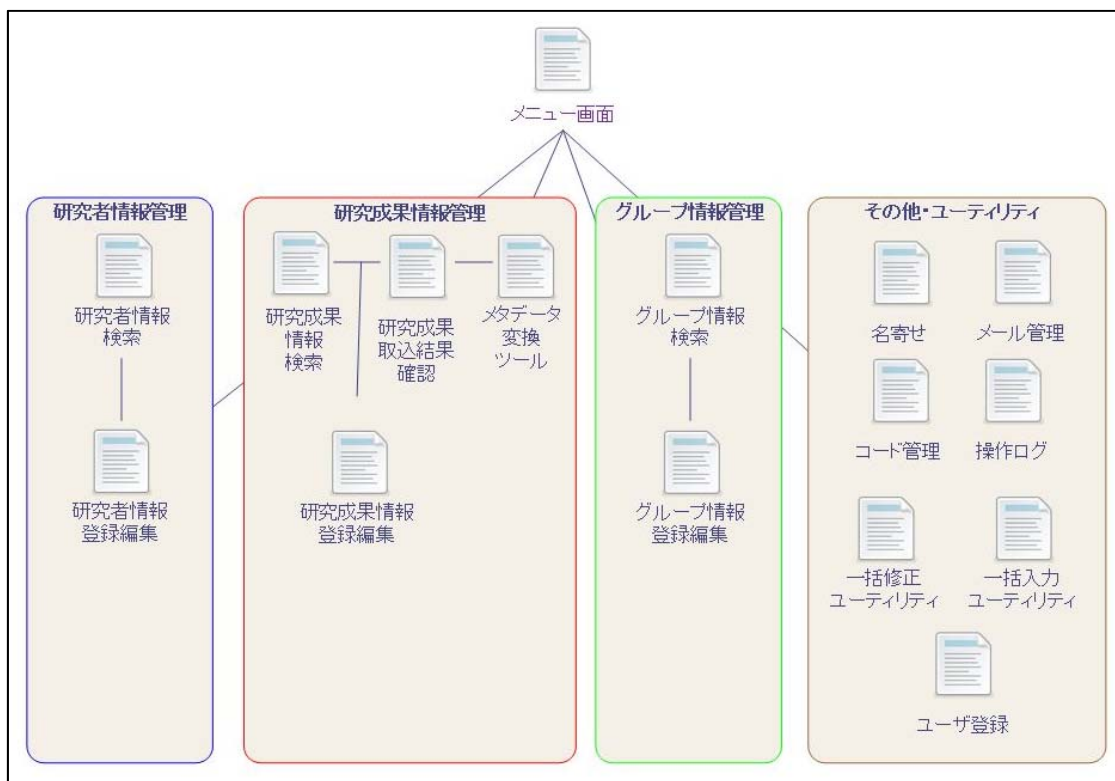 メニュー画面
研究者情報管理
研究者情報
検索
研究者情報
登録編集
研究成果情報管理
研究成果
情報
検索
研究成果
取込結果
確認
メタデータ
変換
ツール
研究成果情報
登録編集
グループ情報管理
グループ情報
検索
グループ情報
登録編集
その他・ユーティリティ
名寄せ
メール管理
コード管理
操作ログ
一括修正
ユーティリティ
一括入力
ユーティリティ
ユーザ登録